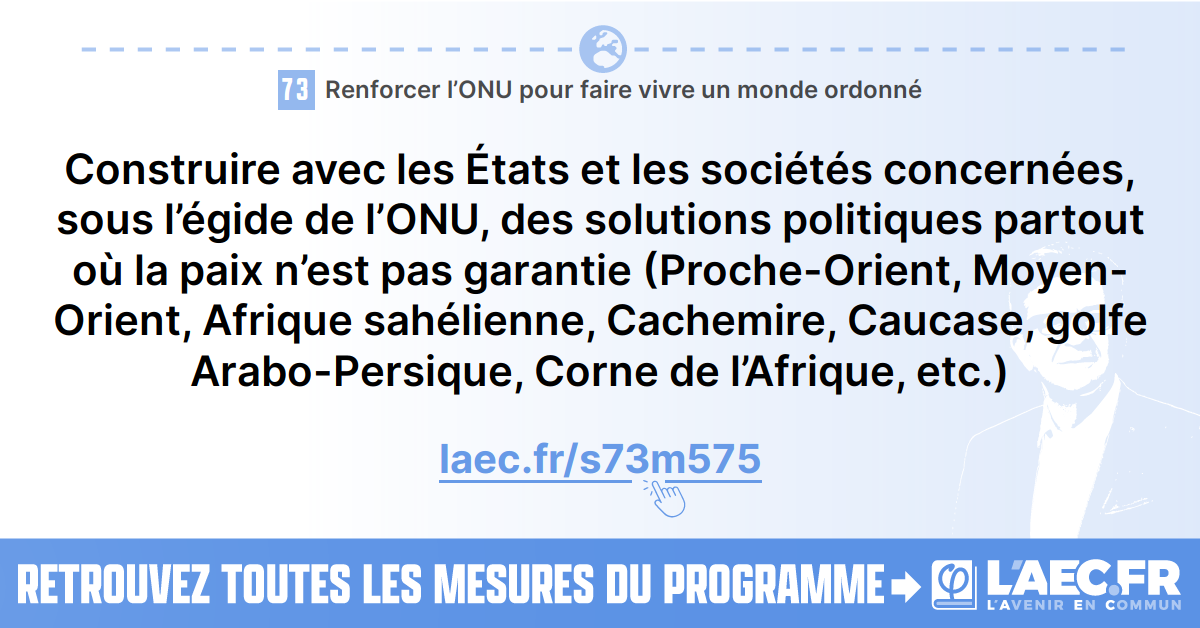 73 Renforcer l’ONU pour faire vivre un monde ordonné
Construire avec les États et les sociétés concernées,
sous l’égide de l’ONU, des solutions politiques partout
où la paix n’est pas garantie (Proche-Orient, Moyen-
Orient, Afrique sahélienne, Cachemire, Caucase, golfe
Arabo-Persique, Corne de l’Afrique, etc.)
laec.fr/s73m575
RETROUVEZ TOUTES LES MESURES DU PROGRAMME
φ L’AEC.FR
L’AVENIR EN COMMUN